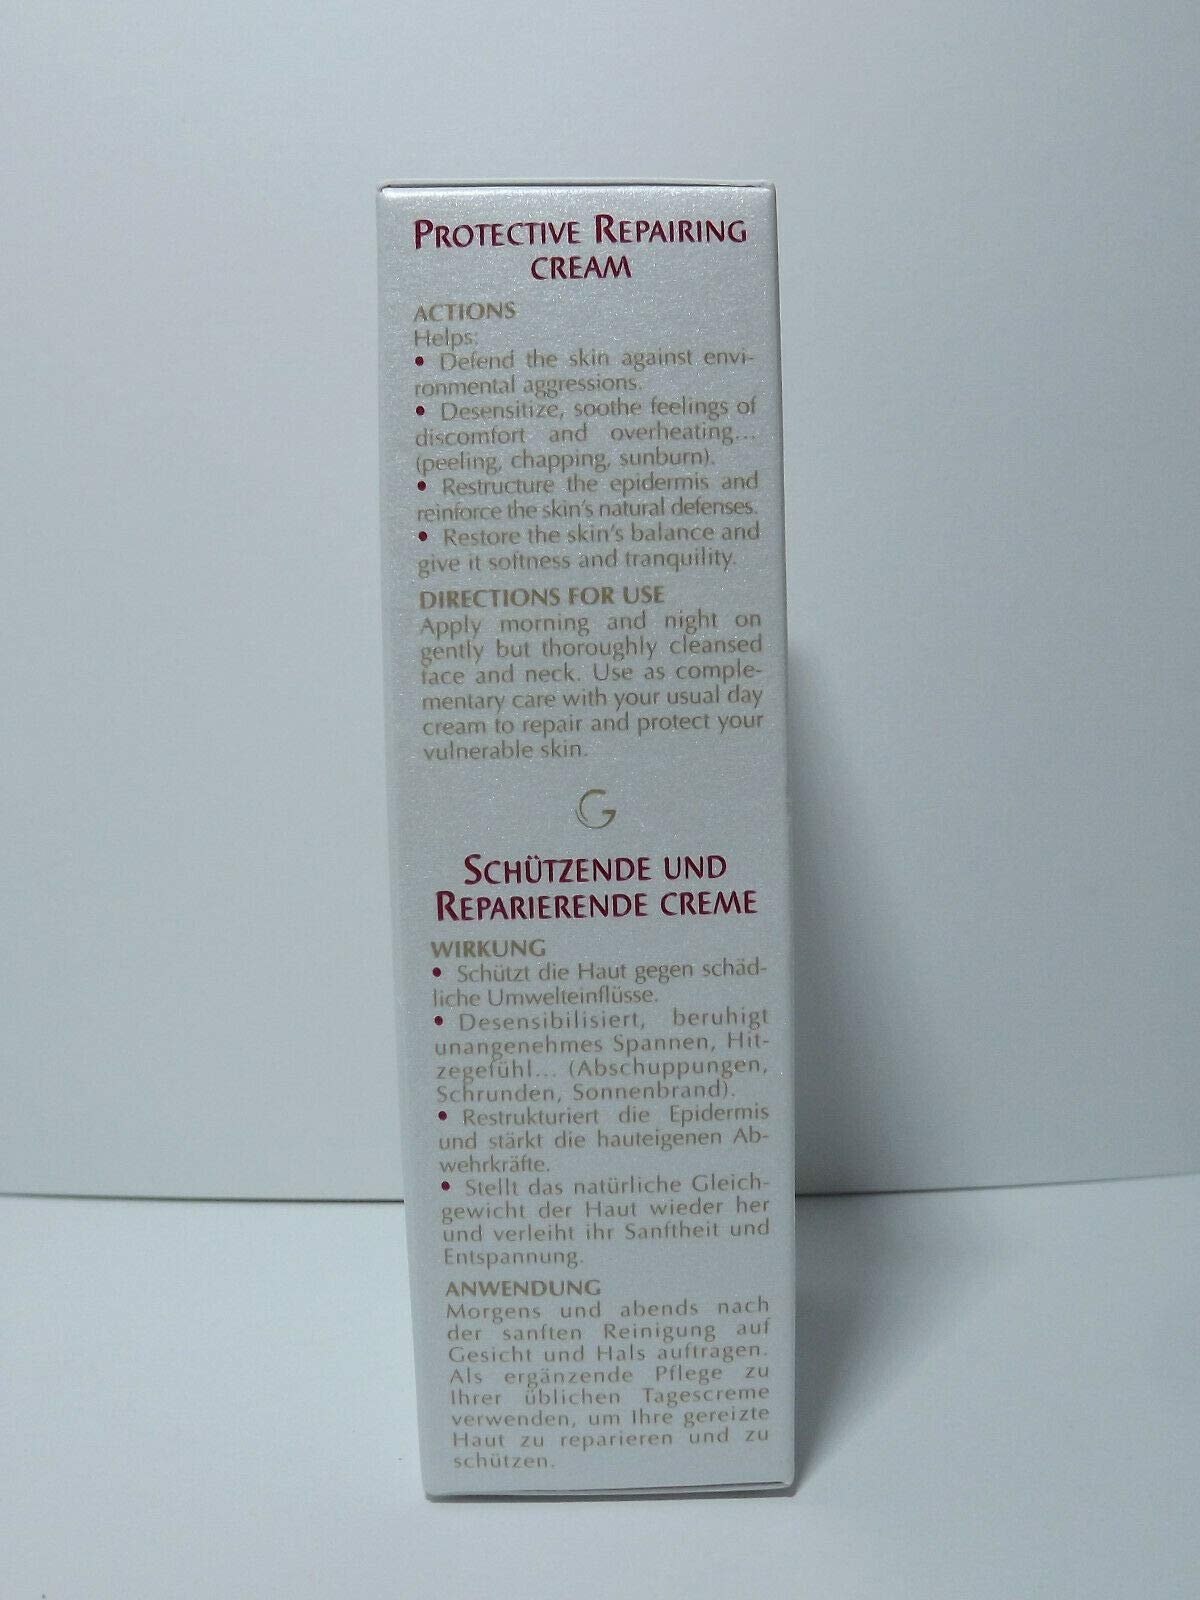 PROTECTIVE REPAIRING
CREAM
ACTIONS
Helps:
• Defend the skin against envi-
ronmental aggressions.
• Desensitize, soothe feelings of
discomfort and overheating...
(peeling, chapping, sunburn).
• Restructure the epidermis and
reinforce the skin's natural defenses.
• Restore the skin's balance and
give it softness and tranquility.
DIRECTIONS FOR USE
Apply morning and night on
gently but thoroughly cleansed
face and neck. Use as comple-
mentary care with your usual day
cream to repair and protect your
vulnerable skin.
G
SCHÜTZENDE UND
REPARIERENDE CREME
WIRKUNG
• Schützt die Haut gegen schäd-
liche Umwelteinflüsse.
• Desensibilisiert, beruhigt
unangenehmes Spannen, Hit-
zegefühl... (Abschuppungen,
Schrunden, Sonnenbrand).
• Restrukturiert die Epidermis
und stärkt die hauteigenen Ab-
wehrkräfte.
• Stellt das natürliche Gleich-
gewicht der Haut wieder her
und verleiht ihr Sanftheit und
Entspannung.
ANWENDUNG
Morgens und abends nach
der sanften Reinigung auf
Gesicht und Hals auftragen.
Als ergänzende Pflege zu
Ihrer üblichen Tagescreme
verwenden, um Ihre gereizte
Haut zu reparieren und zu
schützen.